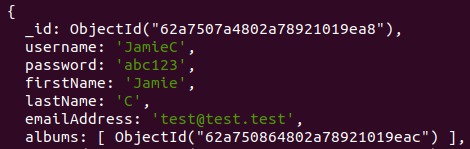 {
_id: ObjectId("62a7507a4802a78921019ea8"),
username: 'JamieC',
password: 'abc123',
firstName: 'Jamie',
lastName: 'C',
emailAddress: 'test@test.test',
albums: [ ObjectId("62a750864802a78921019eac") ],